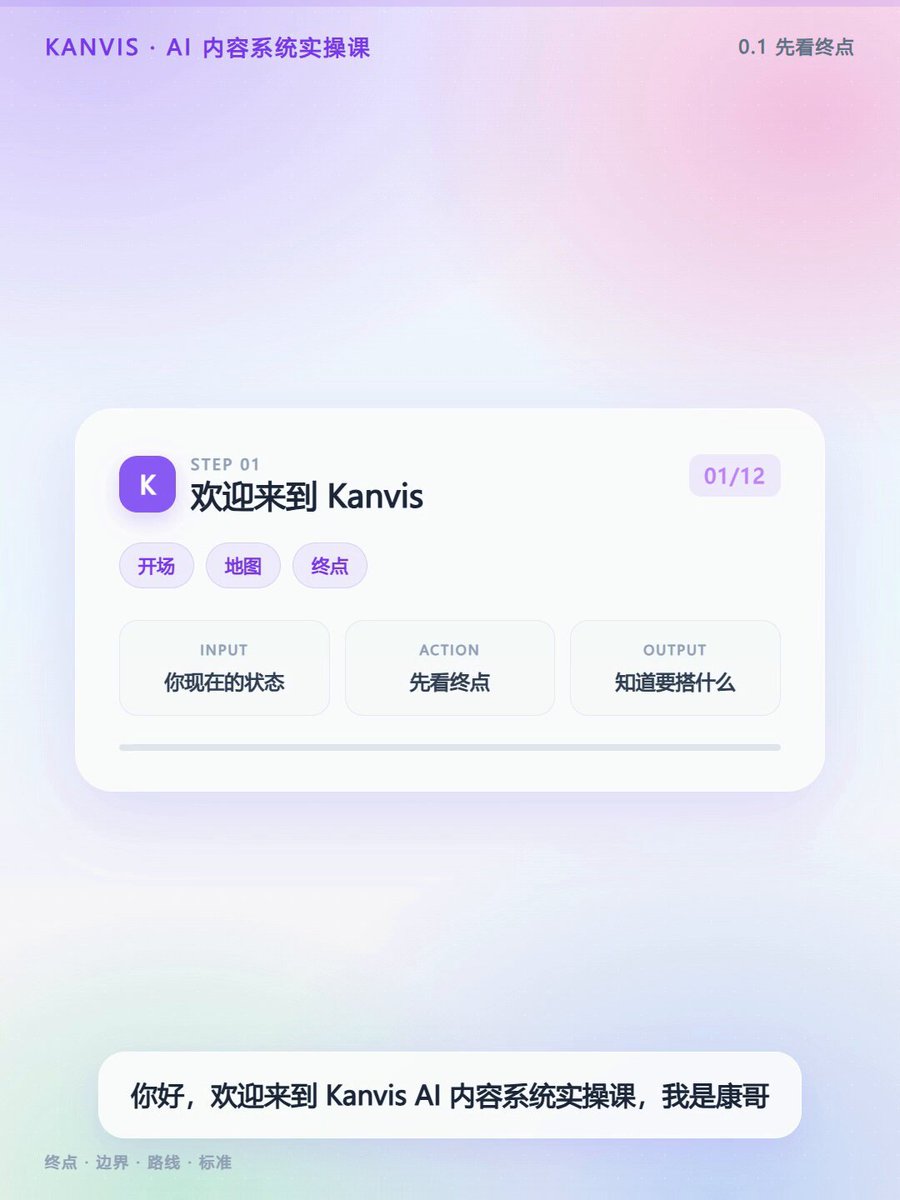 KANVIS · AI 内容系统实操课
0.1 先看终点
K
STEP 01
欢迎来到 Kanvis
01/12
开场
地图
终点
INPUT
你现在的状态
ACTION
先看终点
OUTPUT
知道要搭什么
你好，欢迎来到 Kanvis AI 内容系统实操课，我是康哥
终点 · 边界 · 路线 · 标准